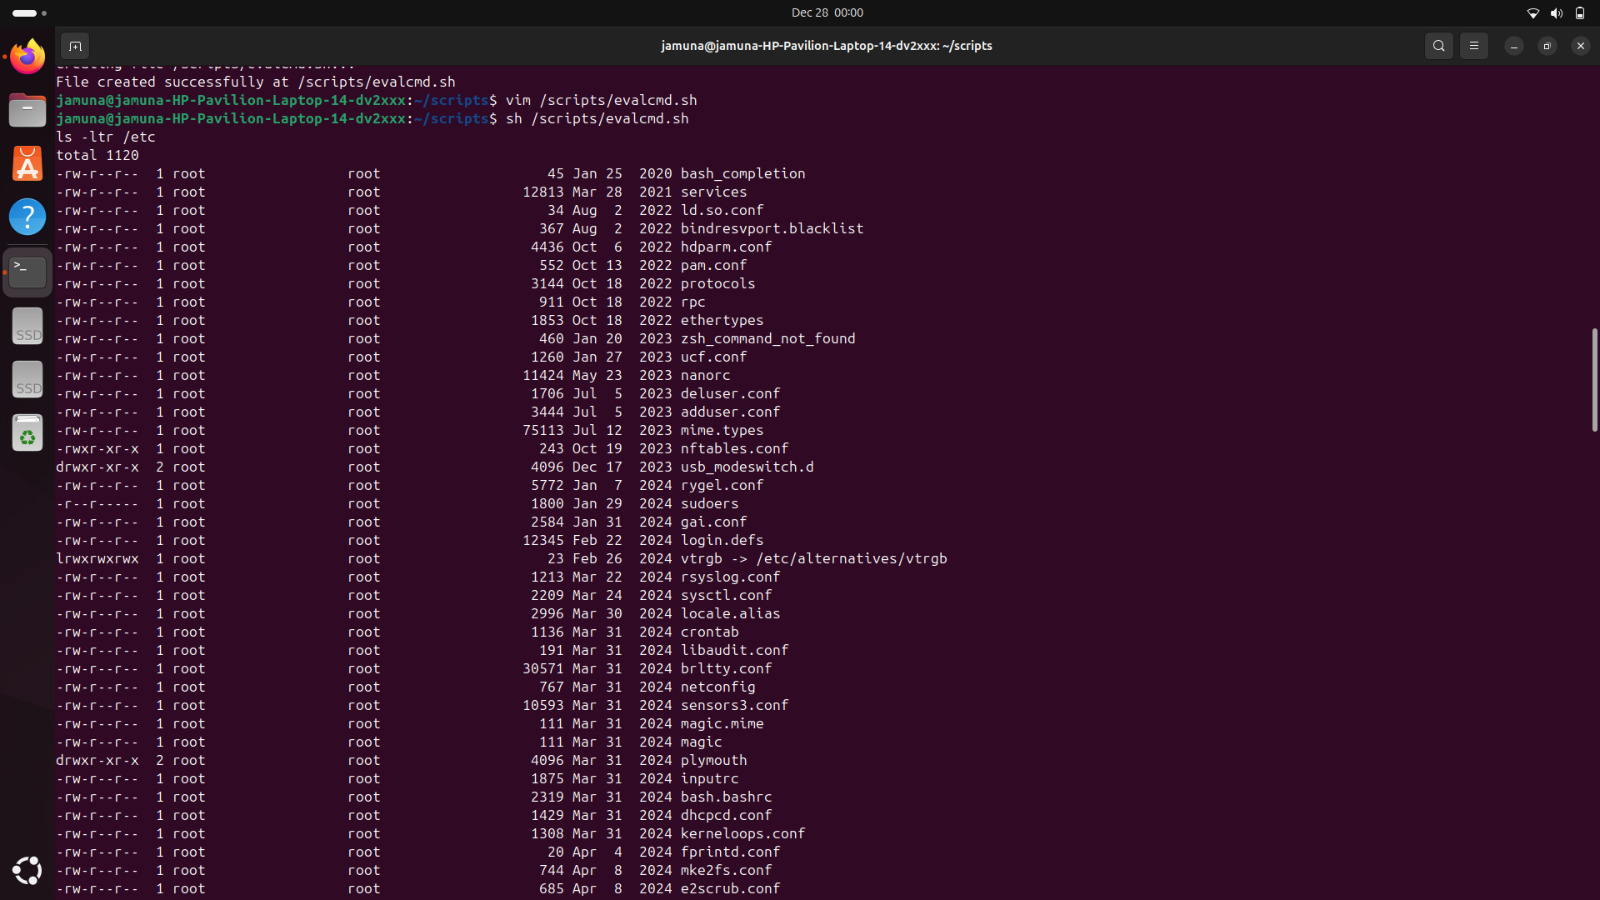 Dec 28 00:00
jamuna@jamuna-HP-Pavilion-Laptop-14-dv2xxx: ~/scripts
File created successfully at /scripts/evalcmd.sh
jamuna@jamuna-HP-Pavilion-Laptop-14-dv2xxx:~/scripts$ vim /scripts/evalcmd.sh
jamuna@jamuna-HP-Pavilion-Laptop-14-dv2xxx:~/scripts$ sh /scripts/evalcmd.sh
ls -ltr /etc
total 1120
-rw-r--r-- 1 root root 45 Jan 25 2020 bash_completion
-rw-r--r-- 1 root root 12813 Mar 28 2021 services
-rw-r--r-- 1 root root 34 Aug 2 2022 ld.so.conf
-rw-r--r-- 1 root root 367 Aug 2 2022 bindresvport.blacklist
-rw-r--r-- 1 root root 4436 Oct 6 2022 hdparm.conf
-rw-r--r-- 1 root root 552 Oct 13 2022 pam.conf
-rw-r--r-- 1 root root 3144 Oct 18 2022 protocols
-rw-r--r-- 1 root root 911 Oct 18 2022 rpc
-rw-r--r-- 1 root root 1853 Oct 18 2022 ethertypes
-rw-r--r-- 1 root root 460 Jan 20 2023 zsh_command_not_found
-rw-r--r-- 1 root root 1260 Jan 27 2023 ucf.conf
-rw-r--r-- 1 root root 11424 May 23 2023 nanorc
-rw-r--r-- 1 root root 1706 Jul 5 2023 deluser.conf
-rw-r--r-- 1 root root 3444 Jul 5 2023 adduser.conf
-rw-r--r-- 1 root root 75113 Jul 12 2023 mime.types
-rwxr-xr-x 1 root root 243 Oct 19 2023 nftables.conf
drwxr-xr-x 2 root root 4096 Dec 17 2023 usb_modeswitch.d
-rw-r--r-- 1 root root 5772 Jan 7 2024 rygel.conf
-r--r----- 1 root root 1800 Jan 29 2024 sudoers
-rw-r--r-- 1 root root 2584 Jan 31 2024 gai.conf
-rw-r--r-- 1 root root 12345 Feb 22 2024 login.defs
lrwxrwxrwx 1 root root 23 Feb 26 2024 vtrgb -> /etc/alternatives/vtrgb
-rw-r--r-- 1 root root 1213 Mar 22 2024 rsyslog.conf
-rw-r--r-- 1 root root 2209 Mar 24 2024 sysctl.conf
-rw-r--r-- 1 root root 2996 Mar 30 2024 locale.alias
-rw-r--r-- 1 root root 1136 Mar 31 2024 crontab
-rw-r--r-- 1 root root 191 Mar 31 2024 libaudit.conf
-rw-r--r-- 1 root root 30571 Mar 31 2024 brltty.conf
-rw-r--r-- 1 root root 767 Mar 31 2024 netconfig
-rw-r--r-- 1 root root 10593 Mar 31 2024 sensors3.conf
-rw-r--r-- 1 root root 111 Mar 31 2024 magic.mime
-rw-r--r-- 1 root root 111 Mar 31 2024 magic
drwxr-xr-x 2 root root 4096 Mar 31 2024 plymouth
-rw-r--r-- 1 root root 1875 Mar 31 2024 inputrc
-rw-r--r-- 1 root root 2319 Mar 31 2024 bash.bashrc
-rw-r--r-- 1 root root 1429 Mar 31 2024 dhcpcd.conf
-rw-r--r-- 1 root root 1308 Mar 31 2024 kerneloops.conf
-rw-r--r-- 1 root root 20 Apr 4 2024 fprintd.conf
-rw-r--r-- 1 root root 744 Apr 8 2024 mke2fs.conf
-rw-r--r-- 1 root root 685 Apr 8 2024 e2scrub.conf
SSD
SSD